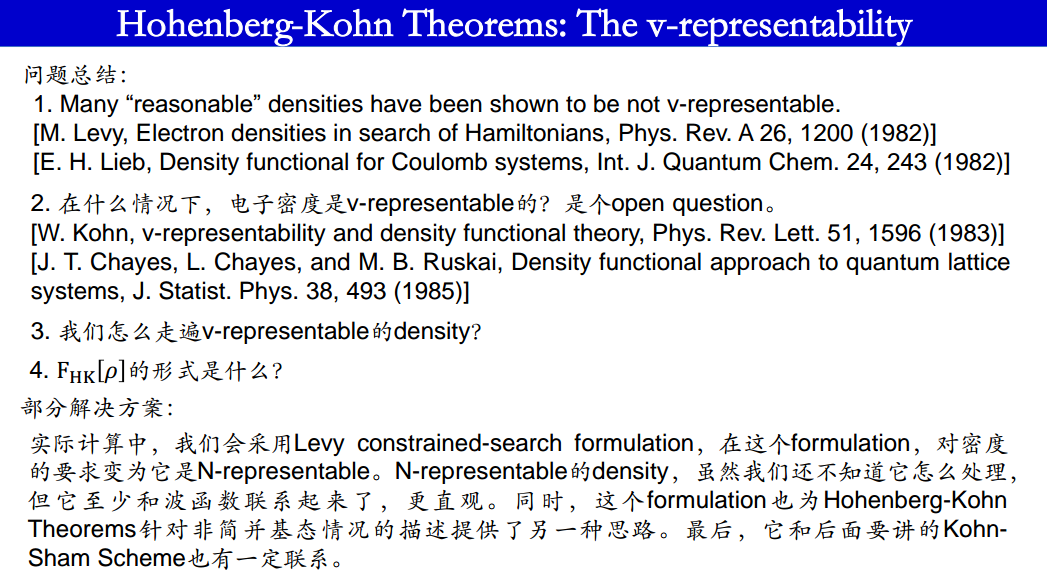 Hohenberg-Kohn Theorems: The v-representability
问题总结：
1. Many “reasonable” densities have been shown to be not v-representable.
[M. Levy, Electron densities in search of Hamiltonians, Phys. Rev. A 26, 1200 (1982)]
[E. H. Lieb, Density functional for Coulomb systems, Int. J. Quantum Chem. 24, 243 (1982)]
2. 在什么情况下，电子密度是v-representable的？是个open question。
[W. Kohn, v-representability and density functional theory, Phys. Rev. Lett. 51, 1596 (1983)]
[J. T. Chayes, L. Chayes, and M. B. Ruskai, Density functional approach to quantum lattice
systems, J. Statist. Phys. 38, 493 (1985)]
3. 我们怎么走遍v-representable的density？
4. F_HK[ρ]的形式是什么？
部分解决方案：
实际计算中，我们会采用Levy constrained-search formulation，在这个formulation，对密度
的要求变为它是N-representable。N-representable的density，虽然我们还不知道它怎么处理，
但它至少和波函数联系起来了，更直观。同时，这个formulation也为Hohenberg-Kohn
Theorems针对非简并基态情况的描述提供了另一种思路。最后，它和后面要讲的Kohn-
Sham Scheme也有一定联系。